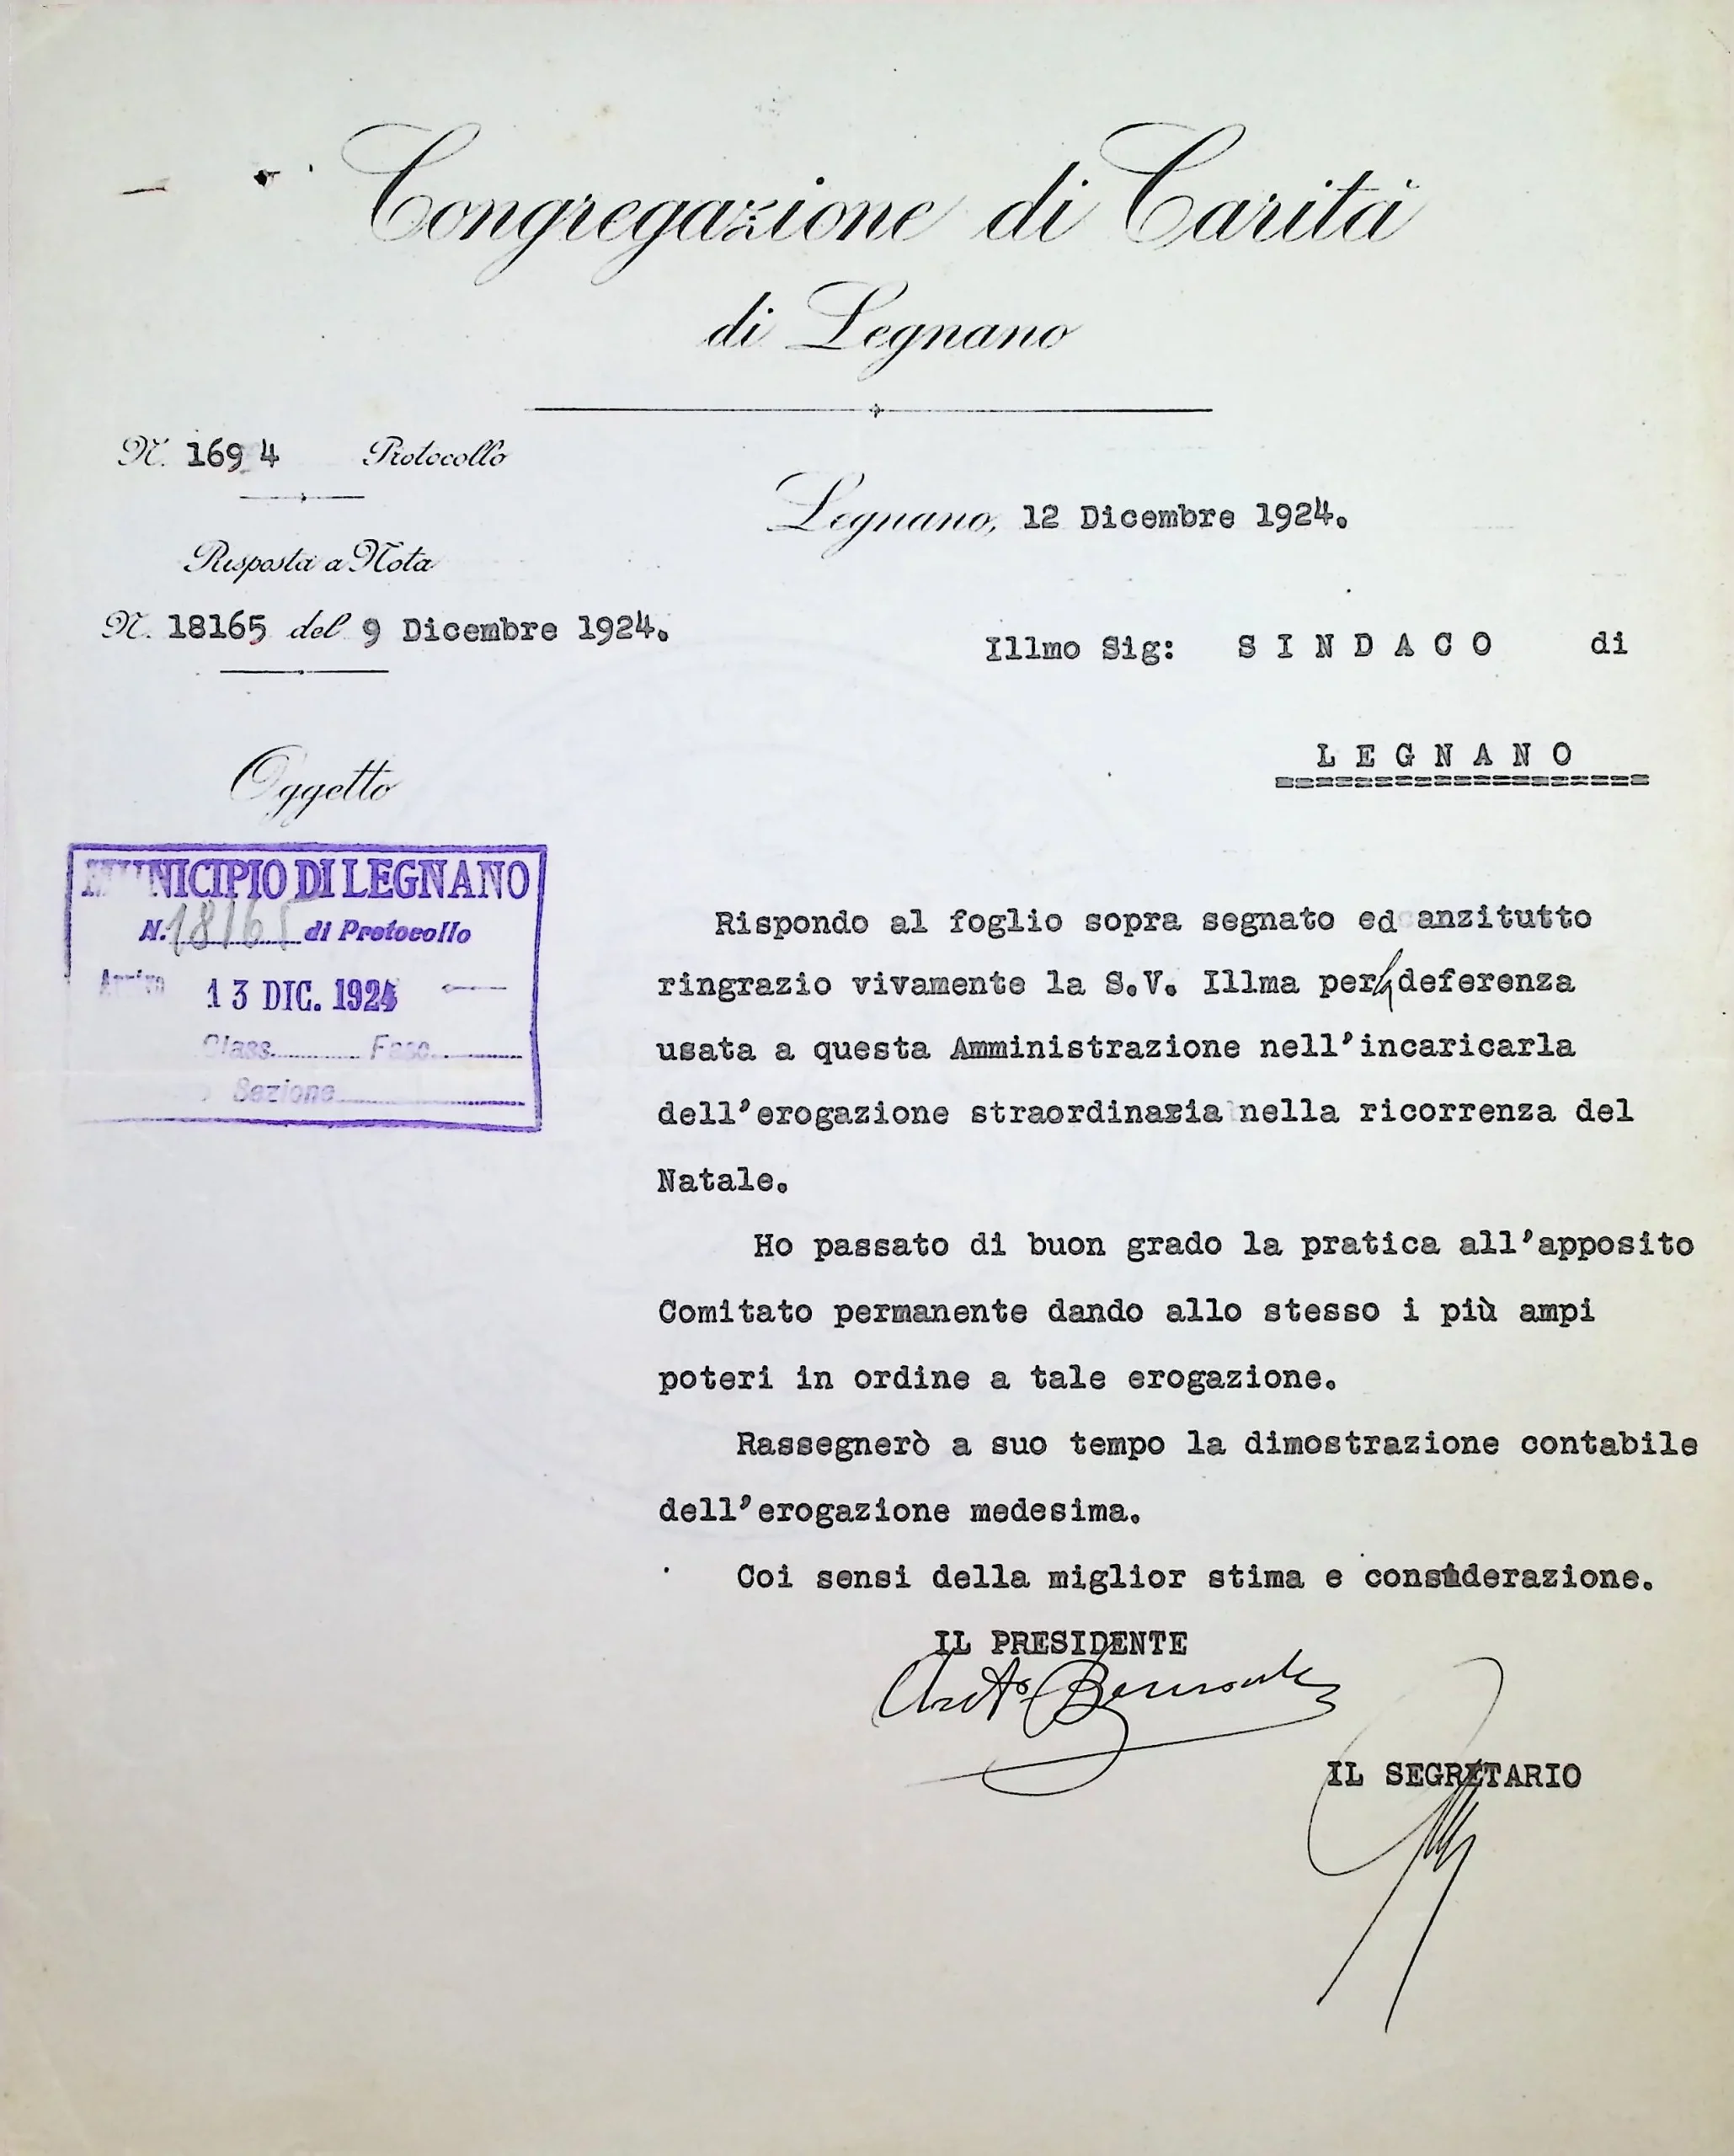 Congregazione di Carità
di Legnano
N. 1694 Protocollo
Legnano, 12 Dicembre 1924.
Risposta a Nota
N. 18165 del 9 Dicembre 1924.
Illmo Sig: S I N D A C O di
L E G N A N O
Oggetto
MUNICIPIO DI LEGNANO
N. 18165 di Protocollo
Arrivo 13 DIC. 1924
Class. Fasc.
Sezione
Rispondo al foglio sopra segnato ed anzitutto
ringrazio vivamente la S.V. Illma per la deferenza
usata a questa Amministrazione nell'incaricarla
dell'erogazione straordinaria nella ricorrenza del
Natale.
Ho passato di buon grado la pratica all'apposito
Comitato permanente dando allo stesso i più ampi
poteri in ordine a tale erogazione.
Rassegnerò a suo tempo la dimostrazione contabile
dell'erogazione medesima.
Coi sensi della miglior stima e considerazione.
IL PRESIDENTE
IL SEGRETARIO